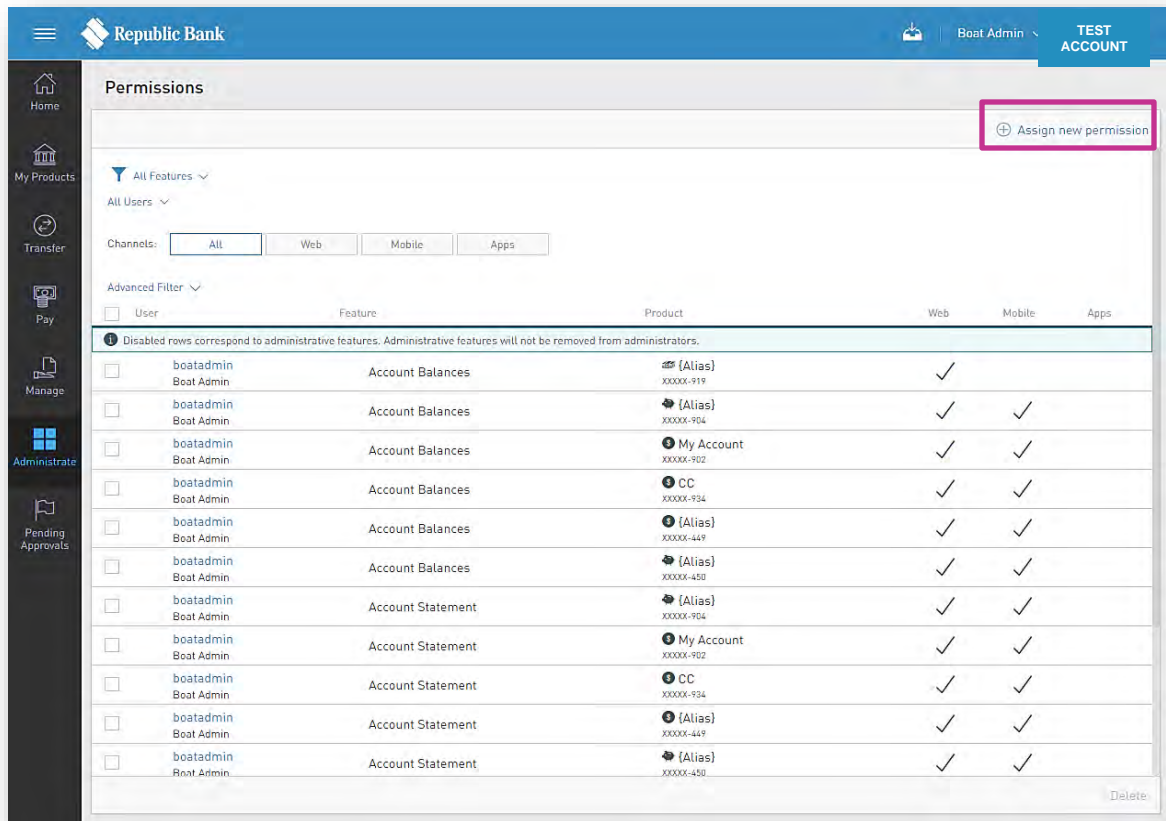 Republic Bank
Boat Admin
TEST
ACCOUNT
Home
My Products
Transfer
Pay
Manage
Administrate
Pending
Approvals
Permissions
Assign new permission
All Features
All Users
Channels: All Web Mobile Apps
Advanced Filter
User Feature Product Web Mobile Apps
Disabled rows correspond to administrative features. Administrative features will not be removed from administrators.
boatadmin Account Balances {Alias}
Boat Admin XXXXX-919
boatadmin Account Balances {Alias}
Boat Admin XXXXX-904
boatadmin Account Balances My Account
Boat Admin XXXXX-902
boatadmin Account Balances CC
Boat Admin XXXXX-934
boatadmin Account Balances {Alias}
Boat Admin XXXXX-449
boatadmin Account Balances {Alias}
Boat Admin XXXXX-450
boatadmin Account Statement {Alias}
Boat Admin XXXXX-904
boatadmin Account Statement My Account
Boat Admin XXXXX-902
boatadmin Account Statement CC
Boat Admin XXXXX-934
boatadmin Account Statement {Alias}
Boat Admin XXXXX-449
boatadmin Account Statement {Alias}
Boat Admin XXXXX-450
Delete